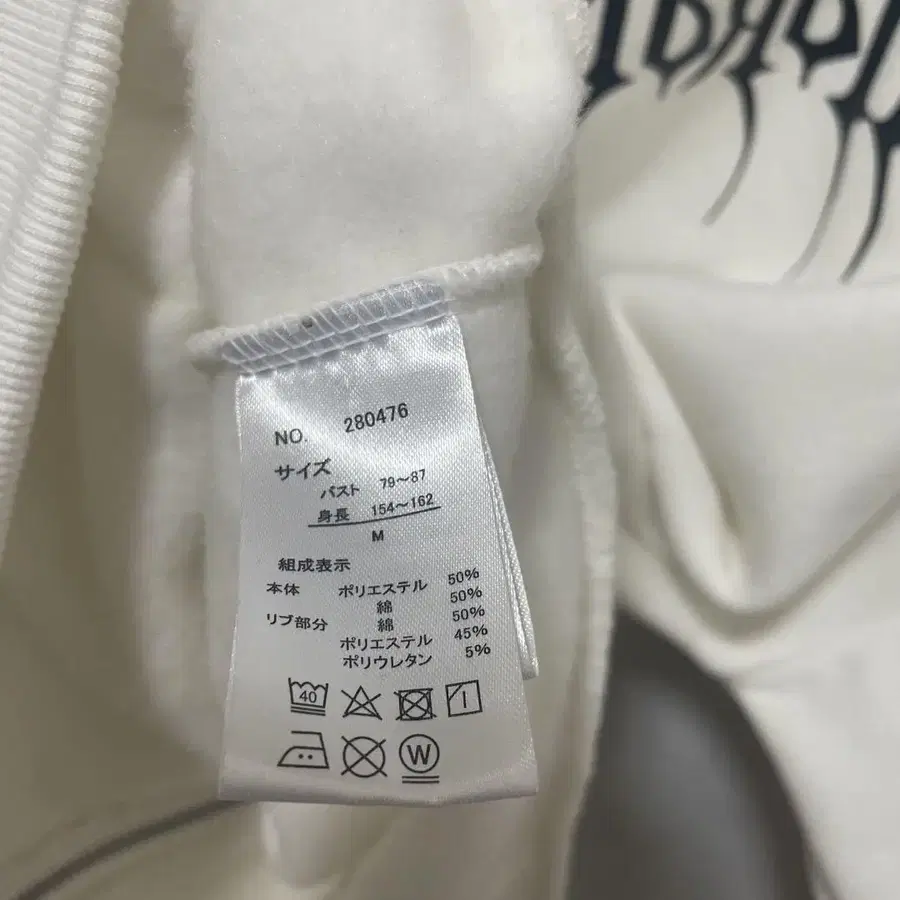 NO. 280476
サイズ
バスト 79～87
身長 154～162
M
組成表示
本体 ポリエステル 50%
綿 50%
リブ部分 綿 50%
ポリエステル 45%
ポリウレタン 5%
40
W